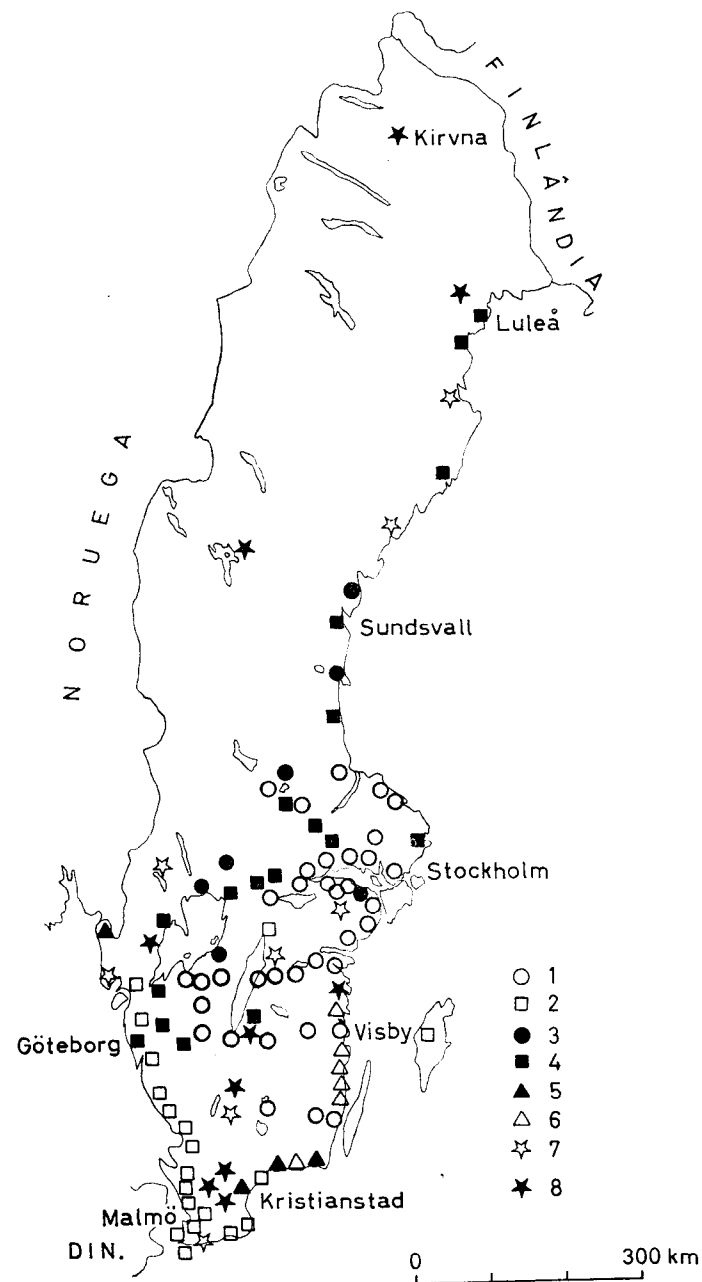 FINLÂNDIA
Kirvna
Luleå
NORUEGA
Sundsvall
Stockholm
1
2
Visby
3
Göteborg
4
5
6
7
8
Kristianstad
Malmö
DIN.
0 300 km